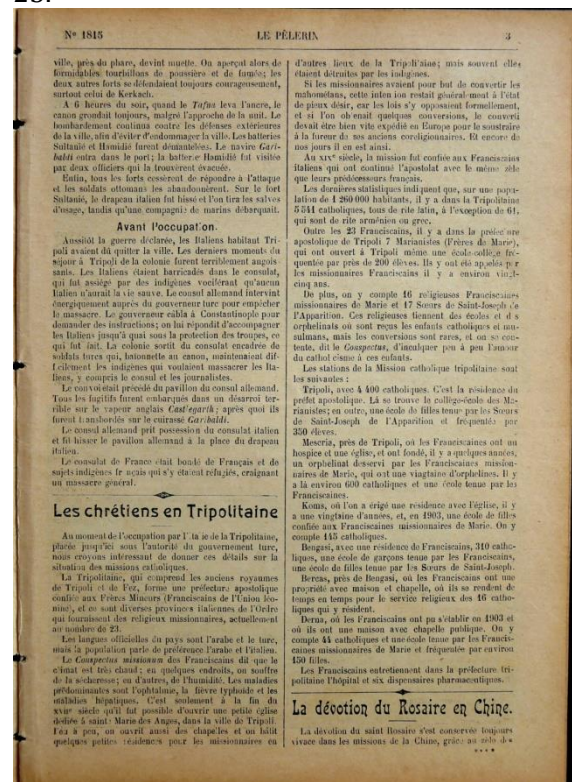 N° 1815
LE PÈLERIN
3
ville, près du phare, devint muette. On aperçut alors de
formidables tourbillons de poussière et de fumée; les
deux autres forts se défendaient toujours courageusement,
surtout celui de Kerkach.
A 6 heures du soir, quand le Tafna leva l'ancre, le
canon grondait toujours, malgré l'approche de la nuit. Le
bombardement continua contre les défenses extérieures
de la ville, afin d'éviter d'endommager la ville. Les batteries
Sultanié et Hamidié furent démantelées. Le navire Gari-
baldi entra dans le port; la batterie Hamidié fut visitée
par deux officiers qui la trouvèrent évacuée.
Enfin, tous les forts cessèrent de répondre à l'attaque
et les soldats ottomans les abandonnèrent. Sur le fort
Sultanié, le drapeau italien fut hissé et l'on tira les salves
d'usage, tandis qu'une compagnie de marins débarquait.
Avant l'occupation.
Aussitôt la guerre déclarée, les Italiens habitant Tri-
poli avaient dû quitter la ville. Les derniers moments du
séjour à Tripoli de la colonie furent terriblement angois-
sants. Les Italiens étaient barricadés dans le consulat,
qui fut assiégé par des indigènes vociférant qu'aucun
Italien n'aurait la vie sauve. Le consul allemand intervint
énergiquement auprès du gouverneur turc pour empêcher
le massacre. Le gouverneur câbla à Constantinople pour
demander des instructions; on lui répondit d'accompagner
les Italiens jusqu'à quai sous la protection des troupes, ce
qui fut fait. La colonie sortit du consulat encadrée de
soldats turcs qui, baïonnette au canon, maintenaient dif-
ficilement les indigènes qui voulaient massacrer les Ita-
liens, y compris le consul et les journalistes.
Le convoi était précédé du pavillon du consul allemand.
Tous les fugitifs furent embarqués dans un désarroi ter-
rible sur le vapeur anglais Cast'egarth; après quoi ils
furent transbordés sur le cuirassé Garibaldi.
Le consul allemand prit possession du consulat italien
et fit hisser le pavillon allemand à la place du drapeau
italien.
Le consulat de France était bondé de Français et de
sujets indigènes français qui s'y étaient réfugiés, craignant
un massacre général.
Les chrétiens en Tripolitaine
Au moment de l'occupation par l'Italie de la Tripolitaine,
placée jusqu'ici sous l'autorité du gouvernement turc,
nous croyons intéressant de donner ces détails sur la
situation des missions catholiques.
La Tripolitaine, qui comprend les anciens royaumes
de Tripoli et de Fez, forme une préfecture apostolique
confiée aux Frères Mineurs (Franciscains de l'Union léo-
nine), et ce sont diverses provinces italiennes de l'Ordre
qui fournissent des religieux missionnaires, actuellement
au nombre de 23.
Les langues officielles du pays sont l'arabe et le turc,
mais la population parle de préférence l'arabe et l'italien.
Le Conspectus missionum des Franciscains dit que le
climat est très chaud; en quelques endroits, on souffre
de la sécheresse; en d'autres, de l'humidité. Les maladies
prédominantes sont l'ophtalmie, la fièvre typhoïde et les
maladies hépatiques. C'est seulement à la fin du
XVIIe siècle qu'il fut possible d'ouvrir une petite église
dédiée à sainte Marie des Anges, dans la ville de Tripoli.
Peu à peu, on ouvrit aussi des chapelles et on bâtit
quelques petites résidences pour les missionnaires en
d'autres lieux de la Tripolitaine; mais souvent elles
étaient détruites par les indigènes.
Si les missionnaires avaient pour but de convertir les
mahométans, cette intention restait généralement à l'état
de pieux désir, car les lois s'y opposaient formellement,
et si l'on obtenait quelques conversions, le converti
devait être bien vite expédié en Europe pour le soustraire
à la fureur de ses anciens coreligionnaires. Et encore de
nos jours il en est ainsi.
Au XIXe siècle, la mission fut confiée aux Franciscains
italiens qui ont continué l'apostolat avec le même zèle
que leurs prédécesseurs français.
Les dernières statistiques indiquent que, sur une popu-
lation de 1 260 000 habitants, il y a dans la Tripolitaine
5 541 catholiques, tous de rite latin, à l'exception de 61,
qui sont de rite arménien ou grec.
Outre les 23 Franciscains, il y a dans la préfecture
apostolique de Tripoli 7 Marianistes (Frères de Marie),
qui ont ouvert à Tripoli même une école-collège fré-
quentée par près de 200 élèves. Ils y ont été appelés par
les missionnaires Franciscains il y a environ vingt-
cinq ans.
De plus, on y compte 16 religieuses Franciscaines
missionnaires de Marie et 17 Sœurs de Saint-Joseph de
l'Apparition. Ces religieuses tiennent des écoles et des
orphelinats où sont reçus les enfants catholiques et mu-
sulmans, mais les conversions sont rares, et on se con-
tente, dit le Conspectus, d'inculquer peu à peu l'amour
du catholicisme à ces enfants.
Les stations de la Mission catholique tripolitaine sont
les suivantes :
Tripoli, avec 4 400 catholiques. C'est la résidence du
préfet apostolique. Là se trouve le collège-école des Ma-
rianistes; en outre, une école de filles tenue par les Sœurs
de Saint-Joseph de l'Apparition et fréquentée par
350 élèves.
Mescria, près de Tripoli, où les Franciscains ont un
hospice et une église, et ont fondé, il y a quelques années,
un orphelinat desservi par les Franciscaines mission-
naires de Marie, qui ont une vingtaine d'orphelines. Il y
a là environ 600 catholiques et une école tenue par les
Franciscaines.
Koms, où l'on a érigé une résidence avec l'église, il y
a une vingtaine d'années, et, en 1903, une école de filles
confiée aux Franciscaines missionnaires de Marie. On y
compte 145 catholiques.
Bengasi, avec une résidence de Franciscains, 310 catho-
liques, une école de garçons tenue par les Franciscains,
une école de filles tenue par les Sœurs de Saint-Joseph.
Bercas, près de Bengasi, où les Franciscains ont une
propriété avec maison et chapelle, où ils se rendent de
temps en temps pour le service religieux des 16 catho-
liques qui y résident.
Derna, où les Franciscains ont pu s'établir en 1903 et
où ils ont une maison avec chapelle publique. On y
compte 44 catholiques et une école tenue par les Francis-
caines missionnaires de Marie et fréquentée par environ
150 filles.
Les Franciscains entretiennent dans la préfecture tri-
politaine l'hôpital et six dispensaires pharmaceutiques.
La dévotion du Rosaire en Chine.
La dévotion du saint Rosaire s'est conservée toujours
vivace dans les missions de la Chine, grâce au zèle des